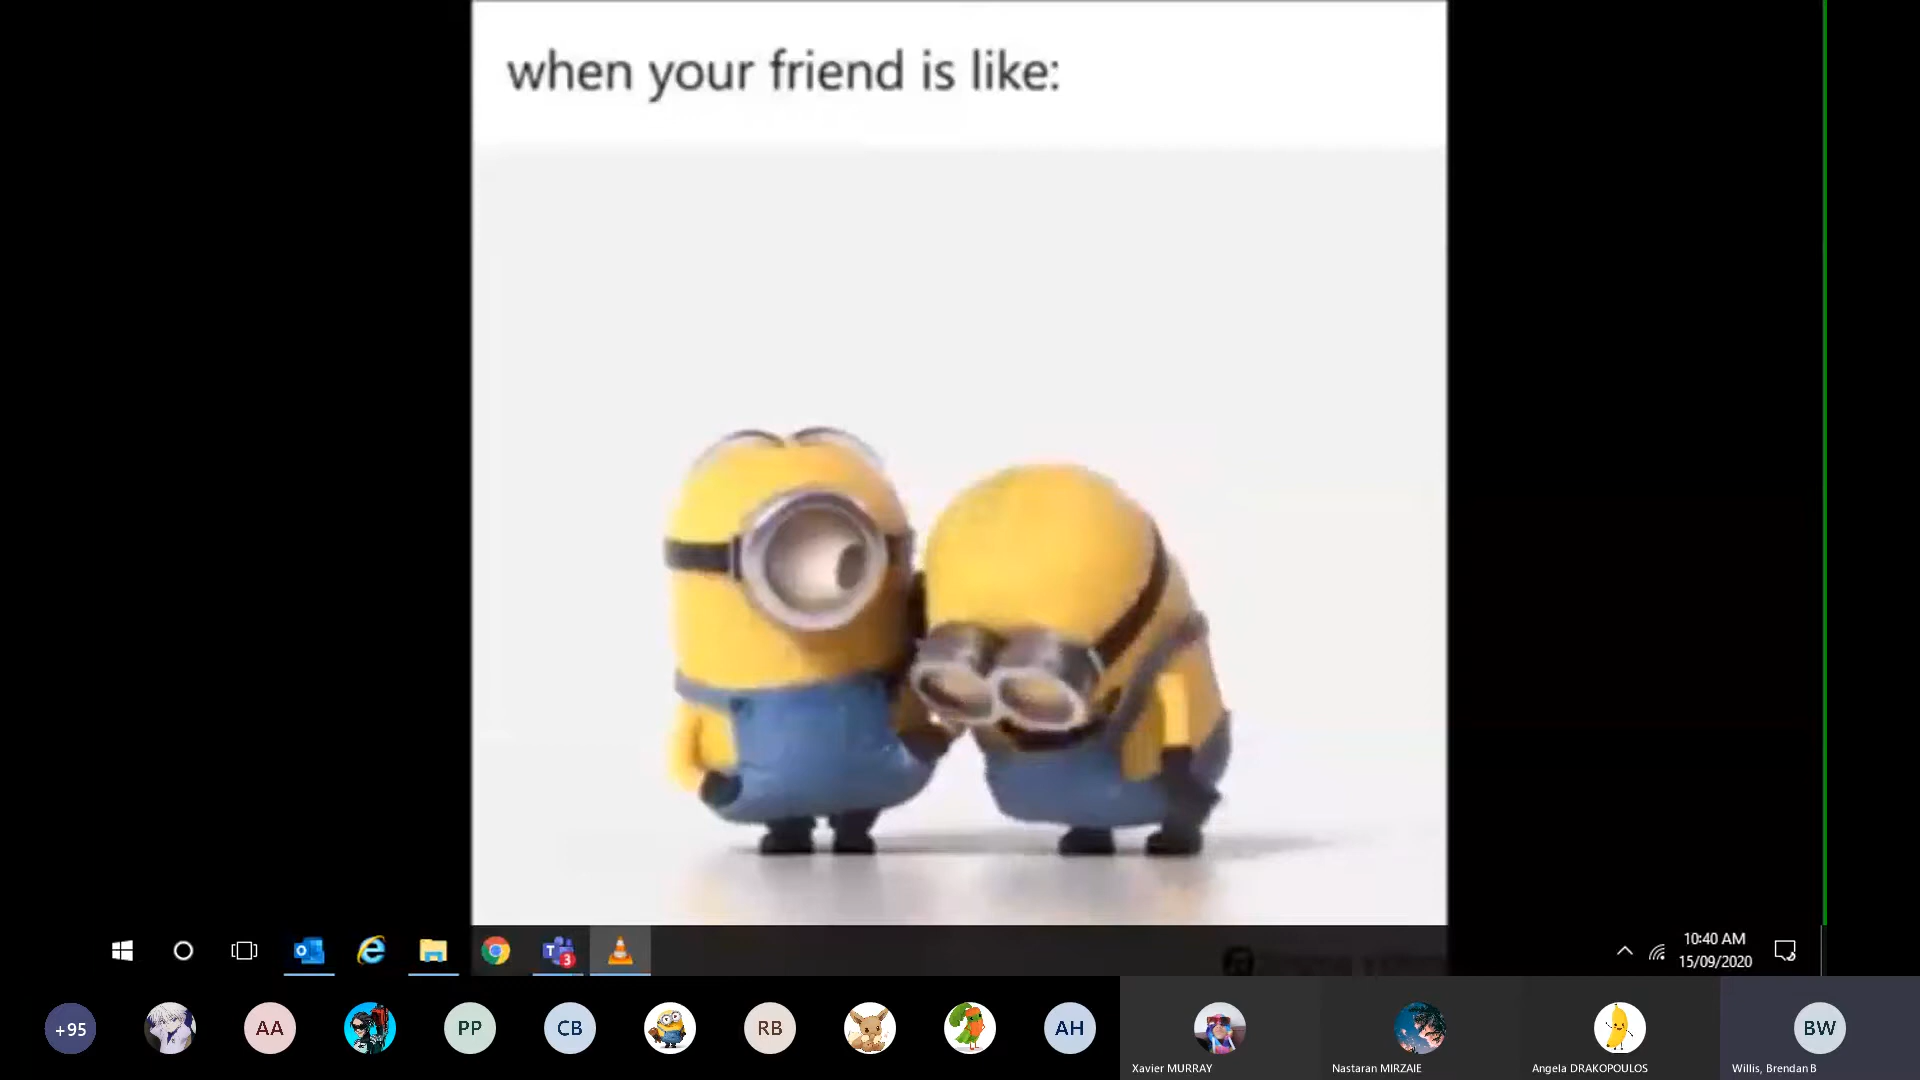 when your friend is like:
3
10:40 AM
15/09/2020
+95
AA
PP
CB
RB
AH
BW
Xavier MURRAY
Nastaran MIRZAIE
Angela DRAKOPOULOS
Willis, Brendan B